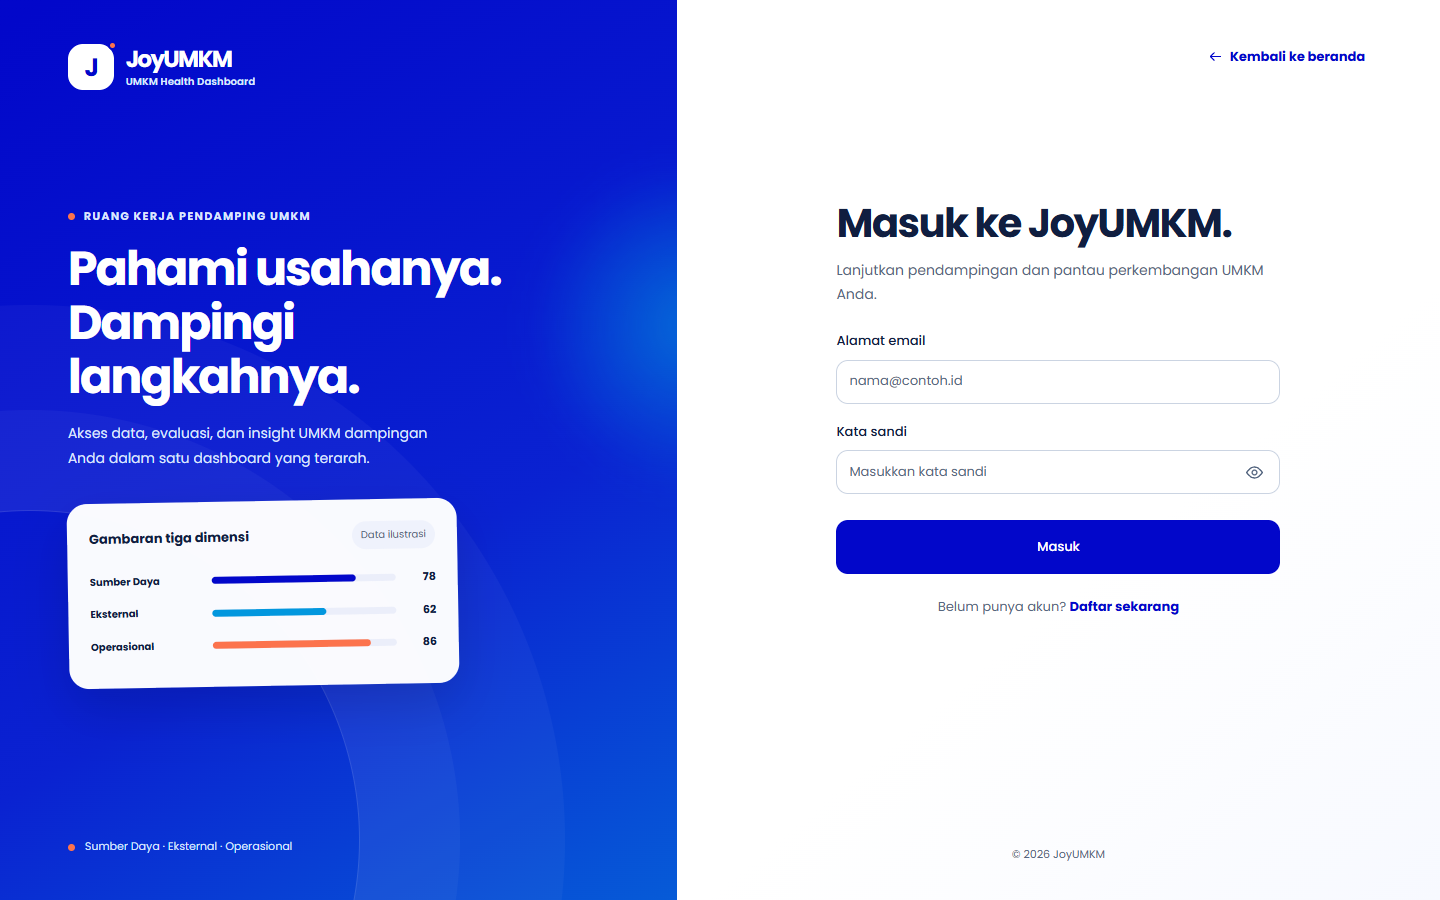 J
JoyUMKM
UMKM Health Dashboard
RUANG KERJA PENDAMPING UMKM
Pahami usahanya.
Dampingi
langkahnya.
Akses data, evaluasi, dan insight UMKM dampingan
Anda dalam satu dashboard yang terarah.
Gambaran tiga dimensi
Data ilustrasi
Sumber Daya 78
Eksternal 62
Operasional 86
Sumber Daya · Eksternal · Operasional
← Kembali ke beranda
Masuk ke JoyUMKM.
Lanjutkan pendampingan dan pantau perkembangan UMKM
Anda.
Alamat email
nama@contoh.id
Kata sandi
Masukkan kata sandi
Masuk
Belum punya akun? Daftar sekarang
© 2026 JoyUMKM